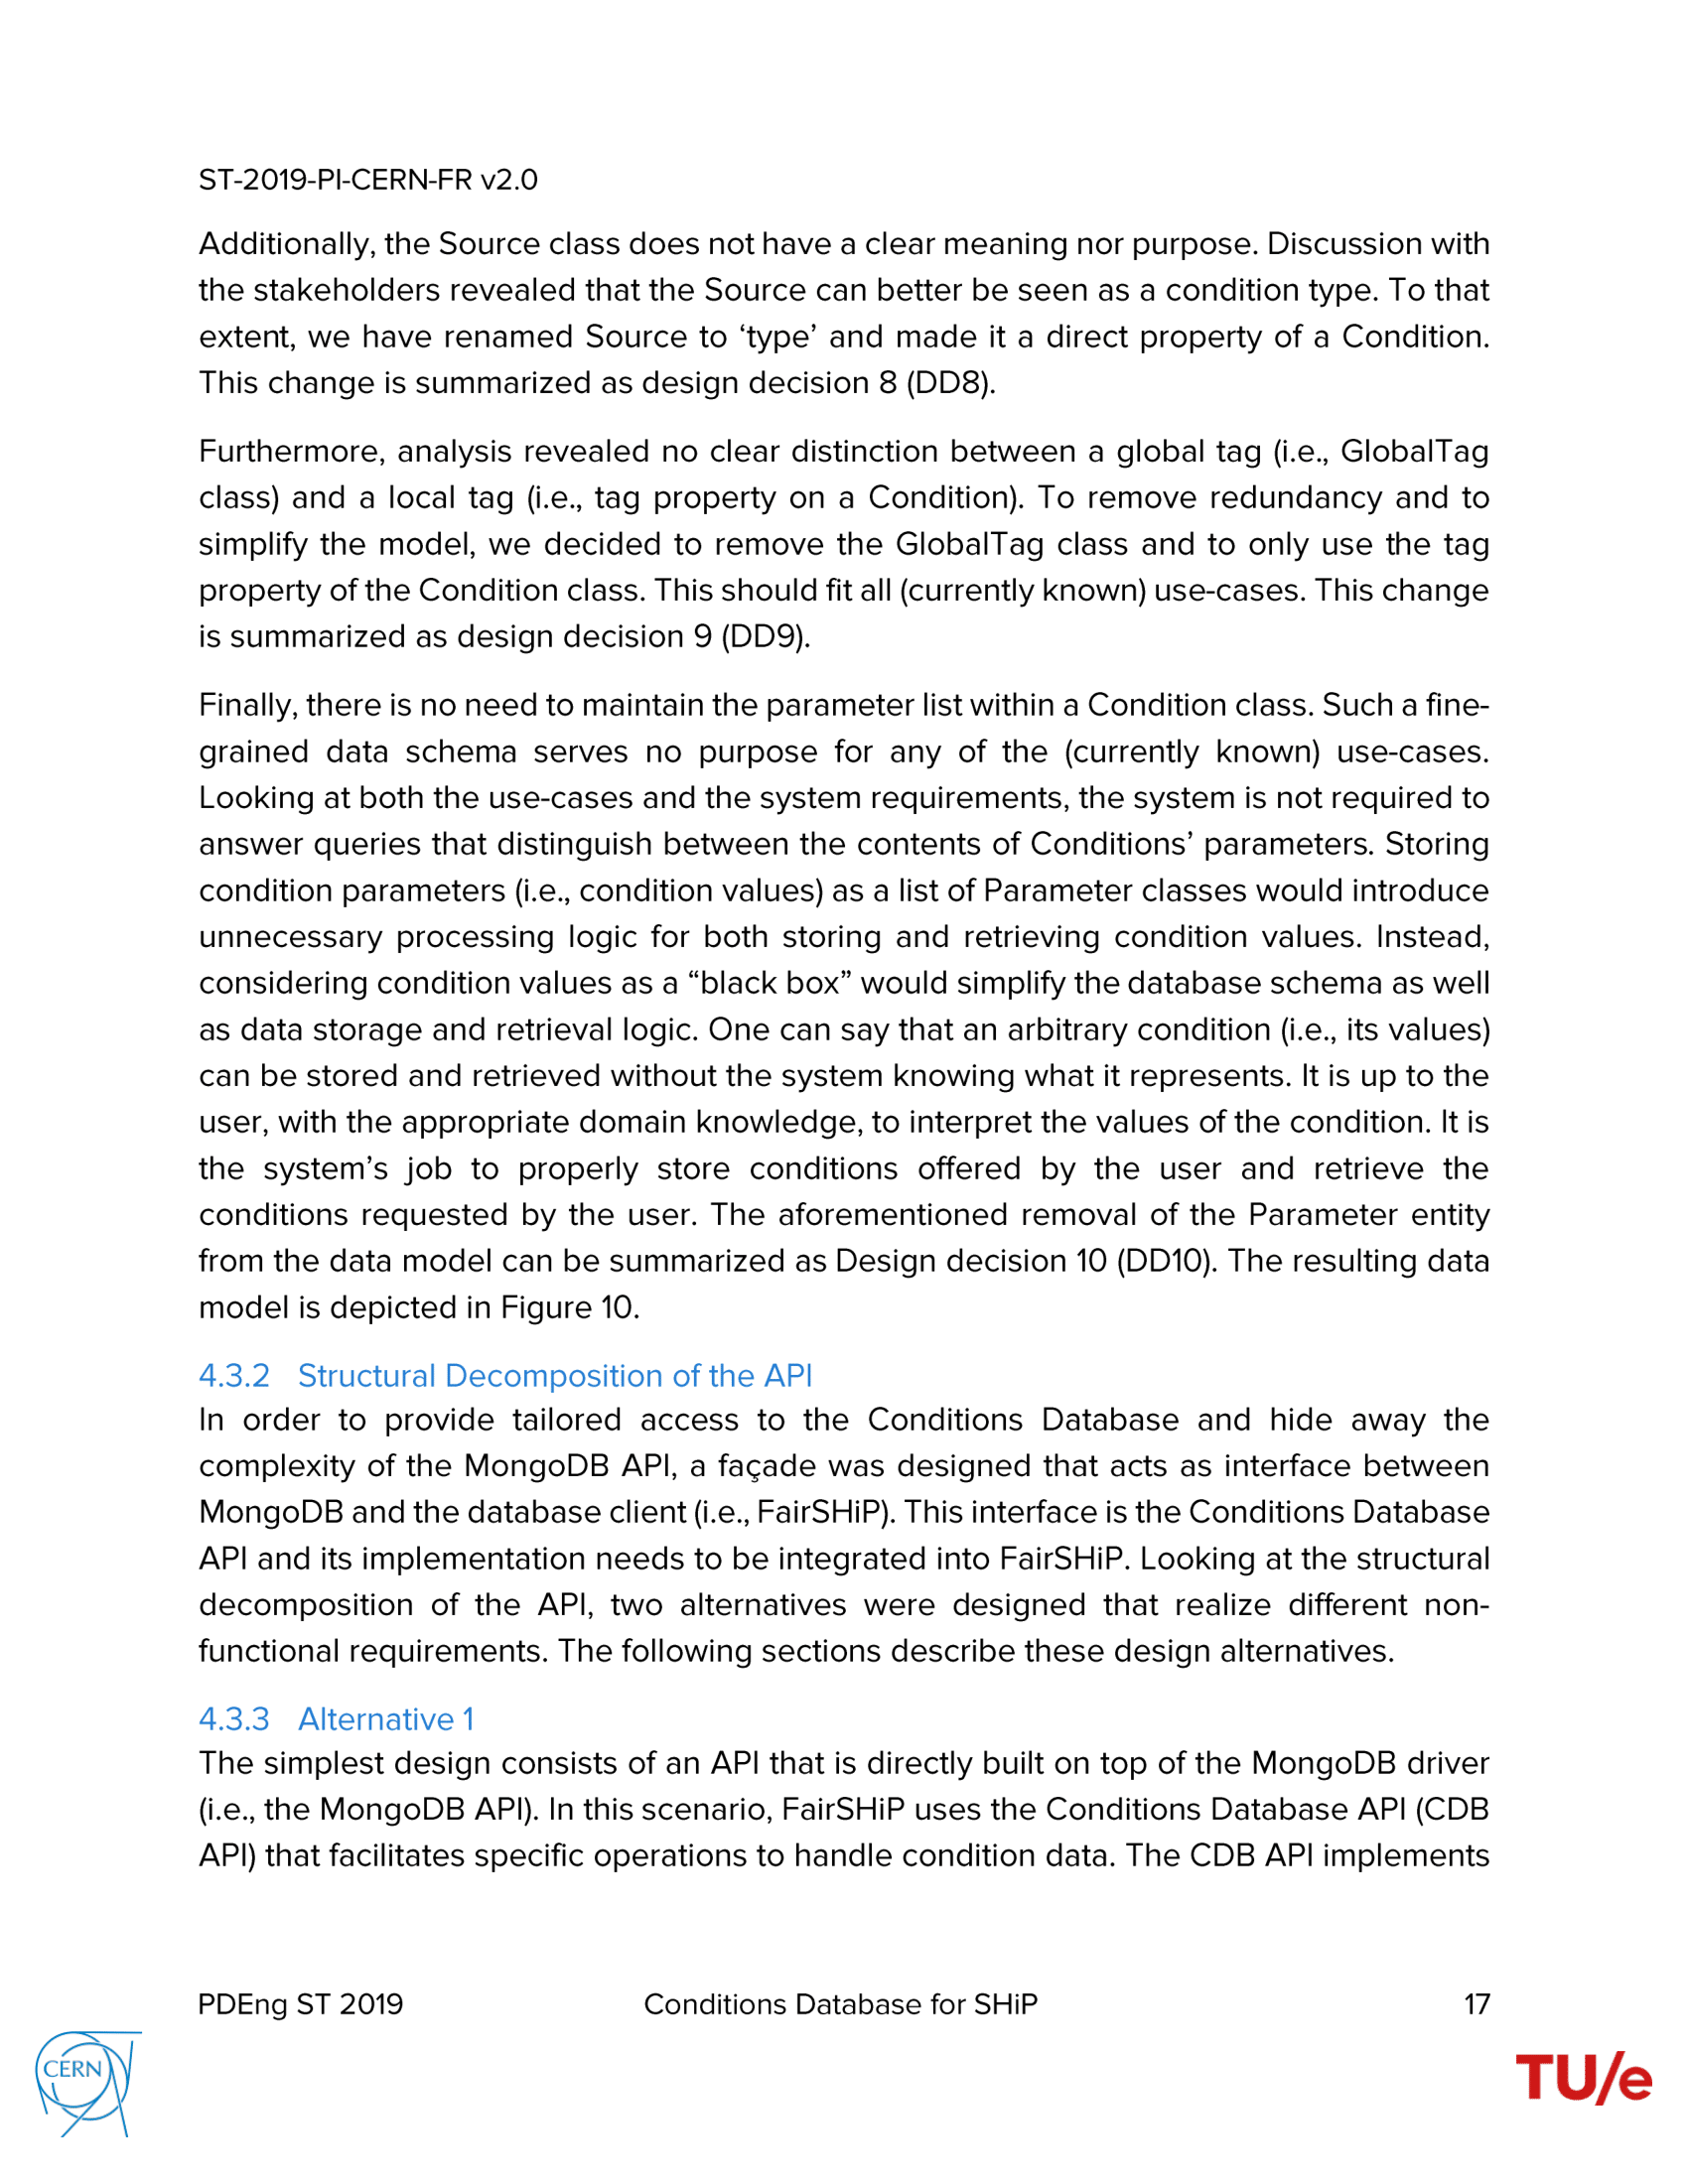 ST-2019-PI-CERN-FR v2.0
Additionally, the Source class does not have a clear meaning nor purpose. Discussion with
the stakeholders revealed that the Source can better be seen as a condition type. To that
extent, we have renamed Source to ‘type’ and made it a direct property of a Condition.
This change is summarized as design decision 8 (DD8).
Furthermore, analysis revealed no clear distinction between a global tag (i.e., GlobalTag
class) and a local tag (i.e., tag property on a Condition). To remove redundancy and to
simplify the model, we decided to remove the GlobalTag class and to only use the tag
property of the Condition class. This should fit all (currently known) use-cases. This change
is summarized as design decision 9 (DD9).
Finally, there is no need to maintain the parameter list within a Condition class. Such a fine-
grained data schema serves no purpose for any of the (currently known) use-cases.
Looking at both the use-cases and the system requirements, the system is not required to
answer queries that distinguish between the contents of Conditions’ parameters. Storing
condition parameters (i.e., condition values) as a list of Parameter classes would introduce
unnecessary processing logic for both storing and retrieving condition values. Instead,
considering condition values as a “black box” would simplify the database schema as well
as data storage and retrieval logic. One can say that an arbitrary condition (i.e., its values)
can be stored and retrieved without the system knowing what it represents. It is up to the
user, with the appropriate domain knowledge, to interpret the values of the condition. It is
the system’s job to properly store conditions offered by the user and retrieve the
conditions requested by the user. The aforementioned removal of the Parameter entity
from the data model can be summarized as Design decision 10 (DD10). The resulting data
model is depicted in Figure 10.
4.3.2 Structural Decomposition of the API
In order to provide tailored access to the Conditions Database and hide away the
complexity of the MongoDB API, a façade was designed that acts as interface between
MongoDB and the database client (i.e., FairSHiP). This interface is the Conditions Database
API and its implementation needs to be integrated into FairSHiP. Looking at the structural
decomposition of the API, two alternatives were designed that realize different non-
functional requirements. The following sections describe these design alternatives.
4.3.3 Alternative 1
The simplest design consists of an API that is directly built on top of the MongoDB driver
(i.e., the MongoDB API). In this scenario, FairSHiP uses the Conditions Database API (CDB
API) that facilitates specific operations to handle condition data. The CDB API implements
PDEng ST 2019 Conditions Database for SHiP 17
CERN
TU/e